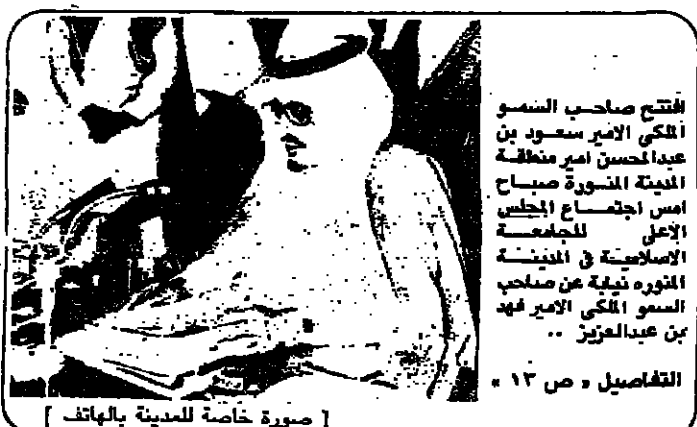 افتتح صاحب السمو
الملكي الامير سعود بن
عبدالمحسن امير منطقة
المدينة المنورة صباح
امس اجتماع المجلس
الأعلى للجامعة
الاسلامية في المدينة
المنوره نيابة عن صاحب
السمو الملكي الامير فهد
بن عبدالعزيز ..
التفاصيل « ص ١٣ »
[ صورة خاصة للمدينة بالهاتف ]